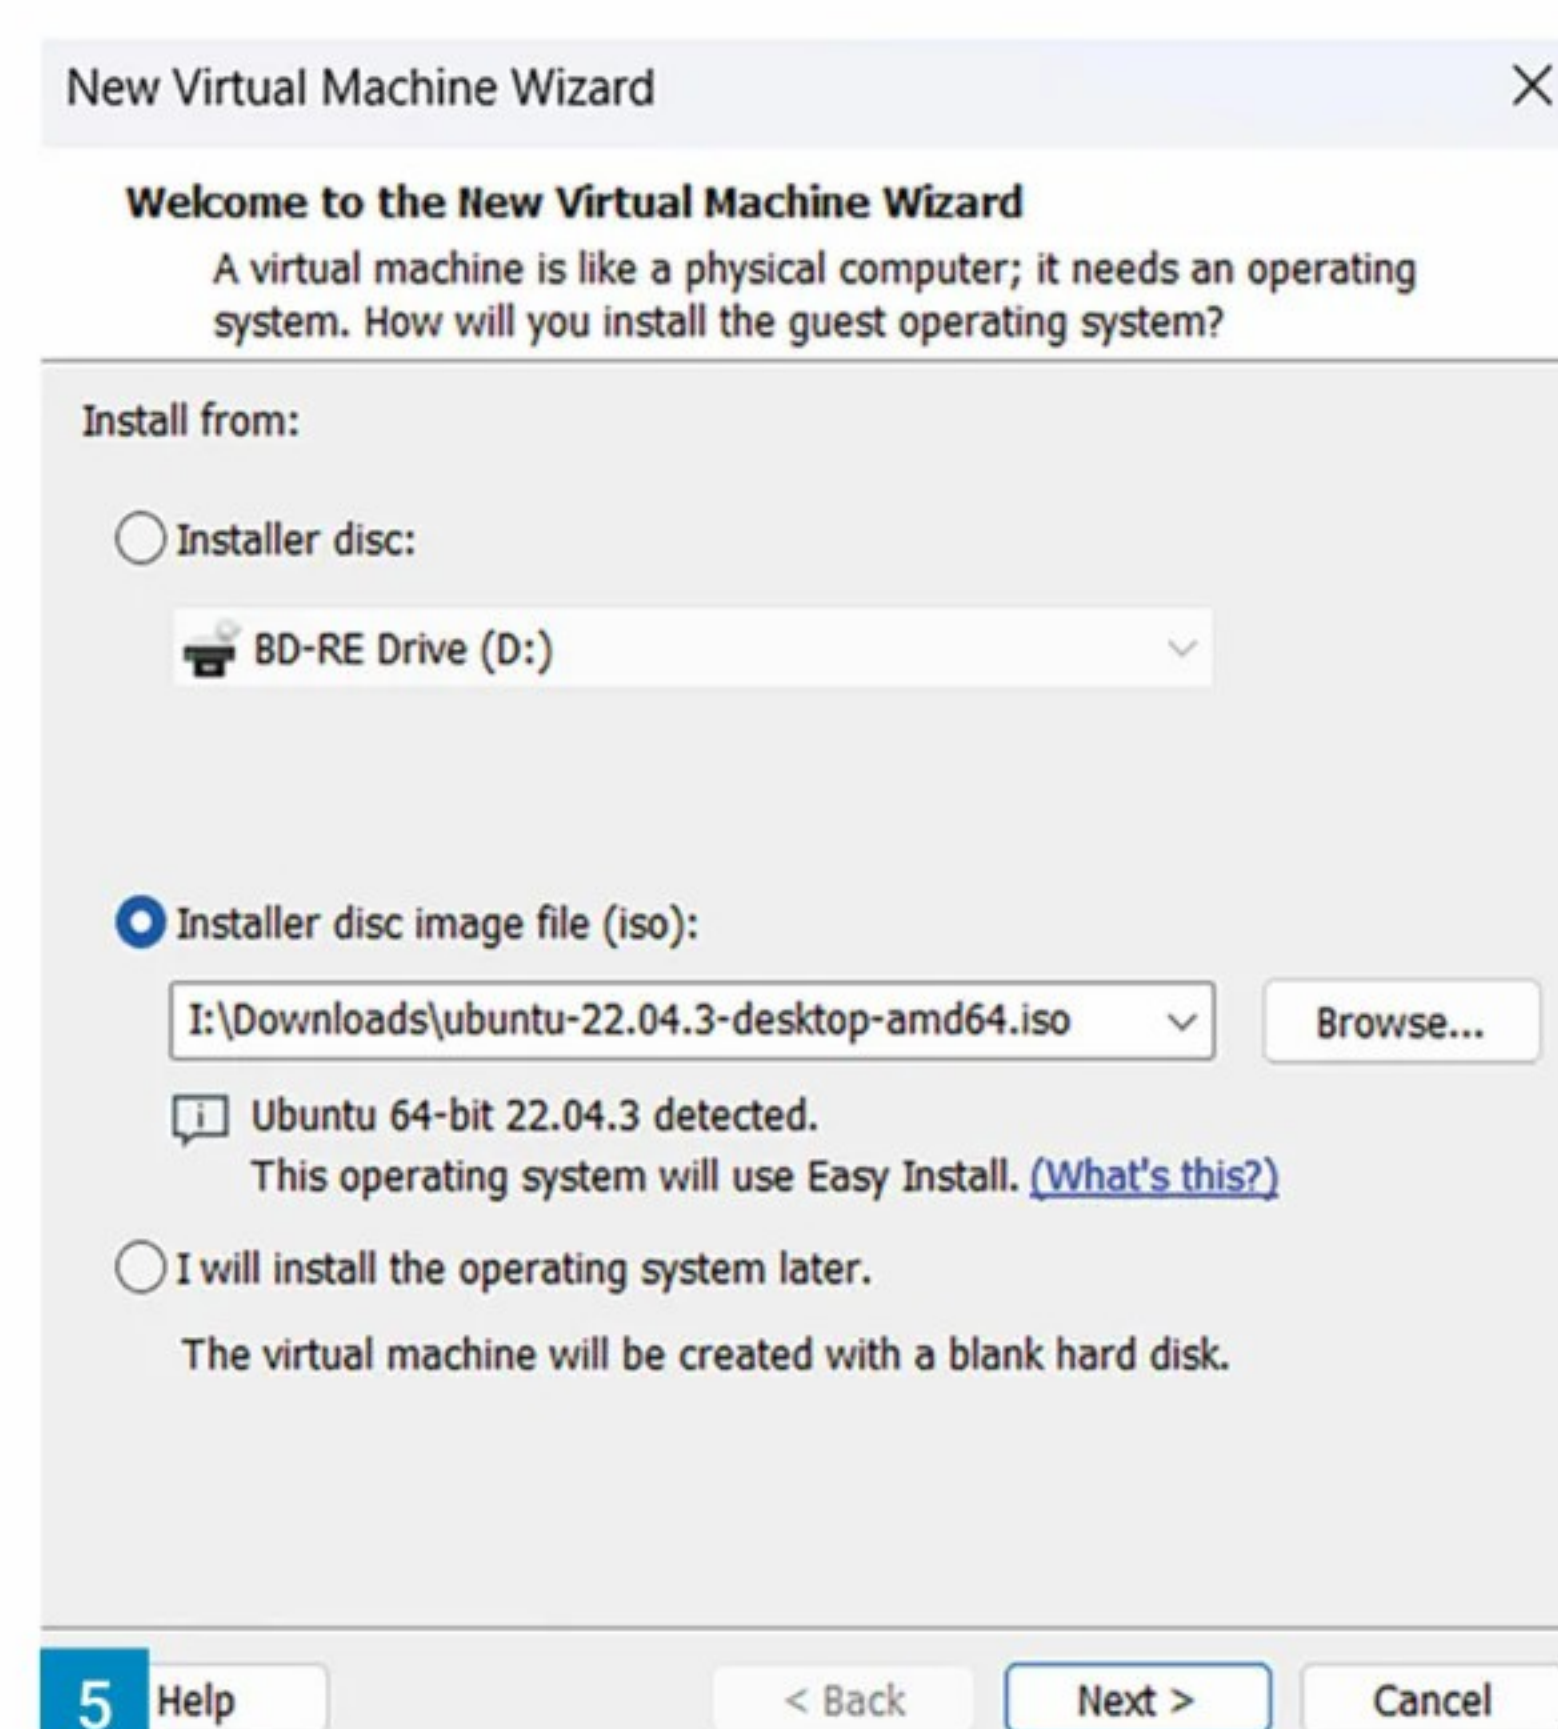 New Virtual Machine Wizard
Welcome to the New Virtual Machine Wizard
A virtual machine is like a physical computer; it needs an operating
system. How will you install the guest operating system?
Install from:
Installer disc:
BD-RE Drive (D:)
Installer disc image file (iso):
I:\Downloads\ubuntu-22.04.3-desktop-amd64.iso
Browse...
Ubuntu 64-bit 22.04.3 detected.
This operating system will use Easy Install. (What's this?)
I will install the operating system later.
The virtual machine will be created with a blank hard disk.
5 Help < Back Next > Cancel